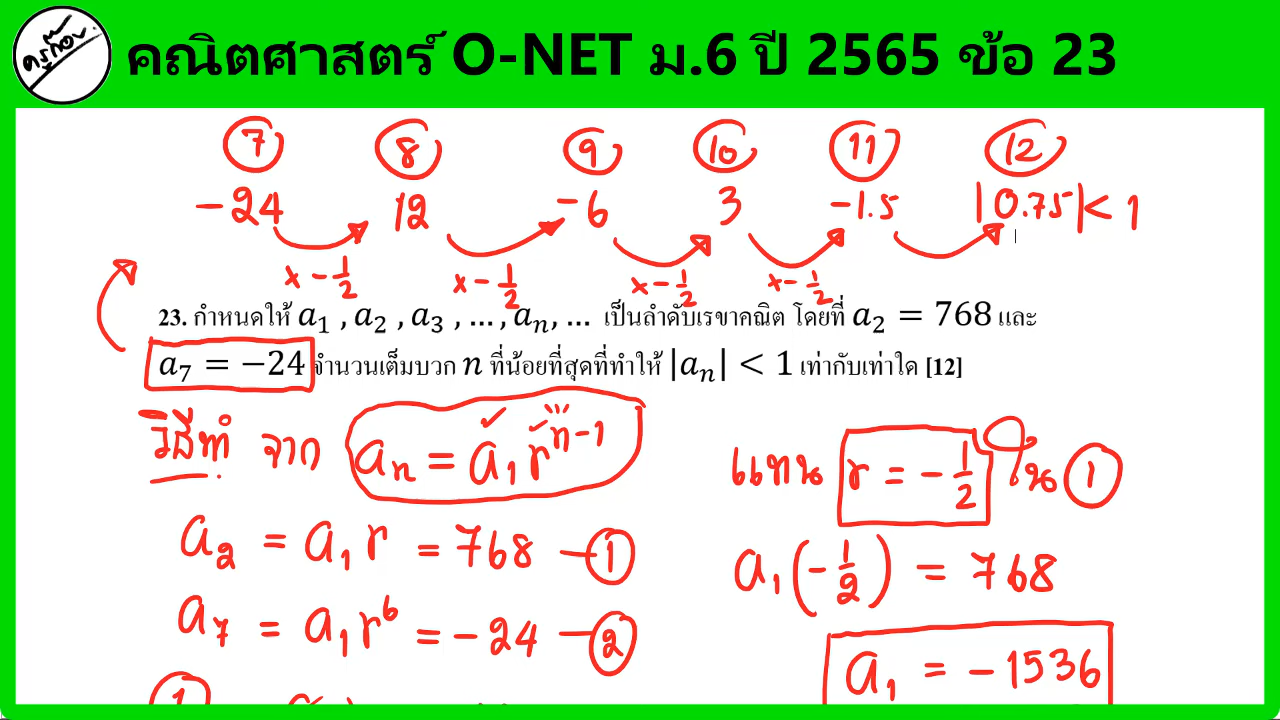 ครูก๊อบ
คณิตศาสตร์ O-NET ม.6 ปี 2565 ข้อ 23
7 8 9 10 11 12
-24 12 -6 3 -1.5 |0.75| < 1
x -1/2 x -1/2 x -1/2 x -1/2
23. กำหนดให้ a₁ , a₂ , a₃ , ... , aₙ, ... เป็นลำดับเรขาคณิต โดยที่ a₂ = 768 และ
a₇ = −24 จำนวนเต็มบวก n ที่น้อยที่สุดที่ทำให้ |aₙ| < 1 เท่ากับเท่าใด [12]
วิธีทำ จาก aₙ = a₁rⁿ⁻¹
a₂ = a₁r = 768 — 1
a₇ = a₁r⁶ = -24 — 2
แทน r = -1/2 ใน 1
a₁(-1/2) = 768
a₁ = -1536